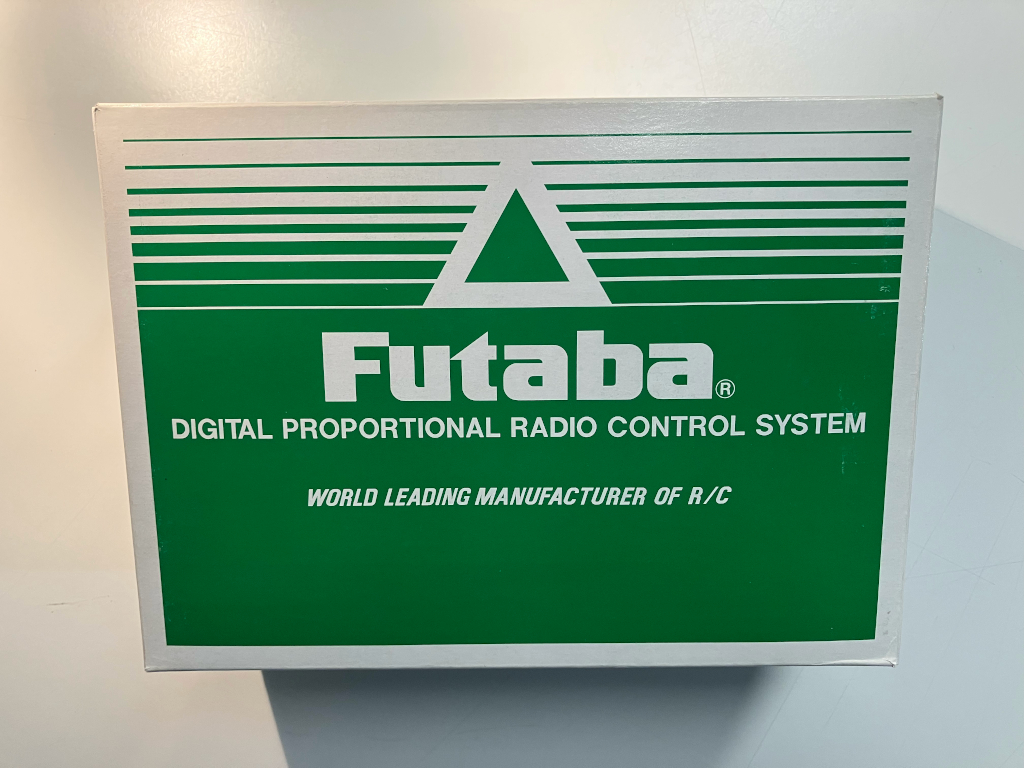 Futaba®
DIGITAL PROPORTIONAL RADIO CONTROL SYSTEM
WORLD LEADING MANUFACTURER OF R/C